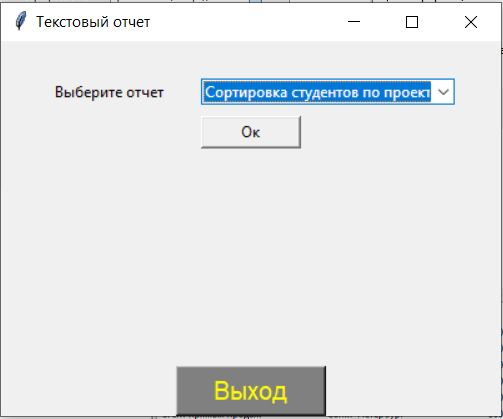 Текстовый отчет
Выберите отчет
Сортировка студентов по проект
Ок
Выход